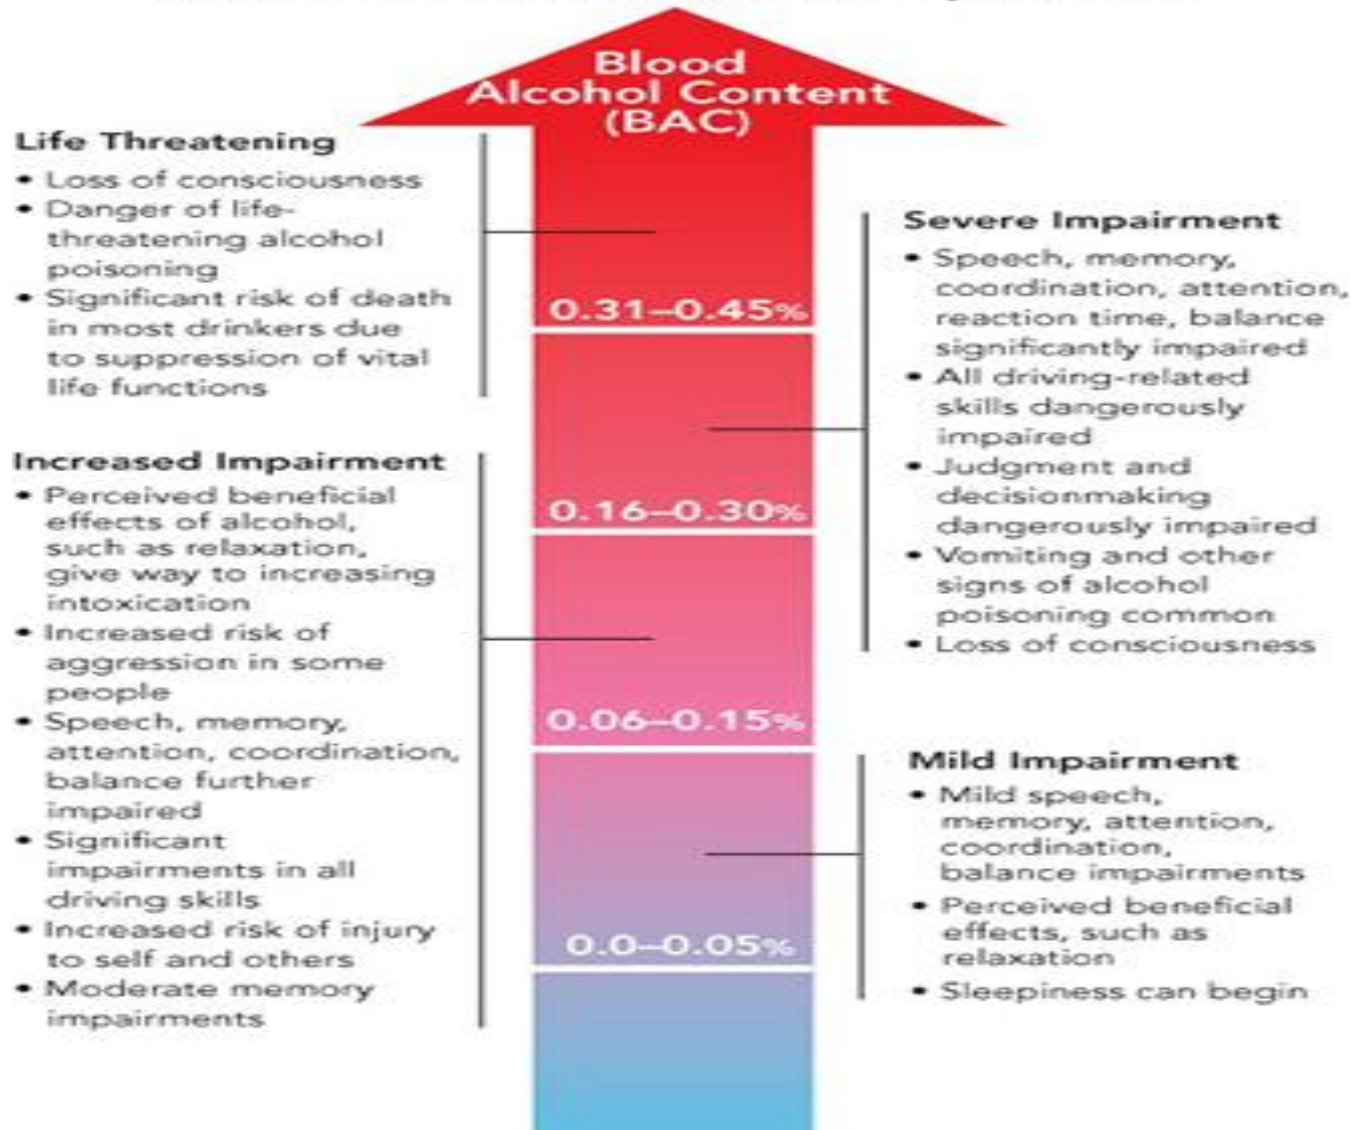 Blood
Alcohol Content
(BAC)
Life Threatening
• Loss of consciousness
• Danger of life-
threatening alcohol
poisoning
• Significant risk of death
in most drinkers due
to suppression of vital
life functions
0.31–0.45%
Severe Impairment
• Speech, memory,
coordination, attention,
reaction time, balance
significantly impaired
• All driving-related
skills dangerously
impaired
• Judgment and
decisionmaking
dangerously impaired
• Vomiting and other
signs of alcohol
poisoning common
• Loss of consciousness
0.16–0.30%
Increased Impairment
• Perceived beneficial
effects of alcohol,
such as relaxation,
give way to increasing
intoxication
• Increased risk of
aggression in some
people
• Speech, memory,
attention, coordination,
balance further
impaired
• Significant
impairments in all
driving skills
• Increased risk of injury
to self and others
• Moderate memory
impairments
0.06–0.15%
Mild Impairment
• Mild speech,
memory, attention,
coordination,
balance impairments
• Perceived beneficial
effects, such as
relaxation
• Sleepiness can begin
0.0–0.05%